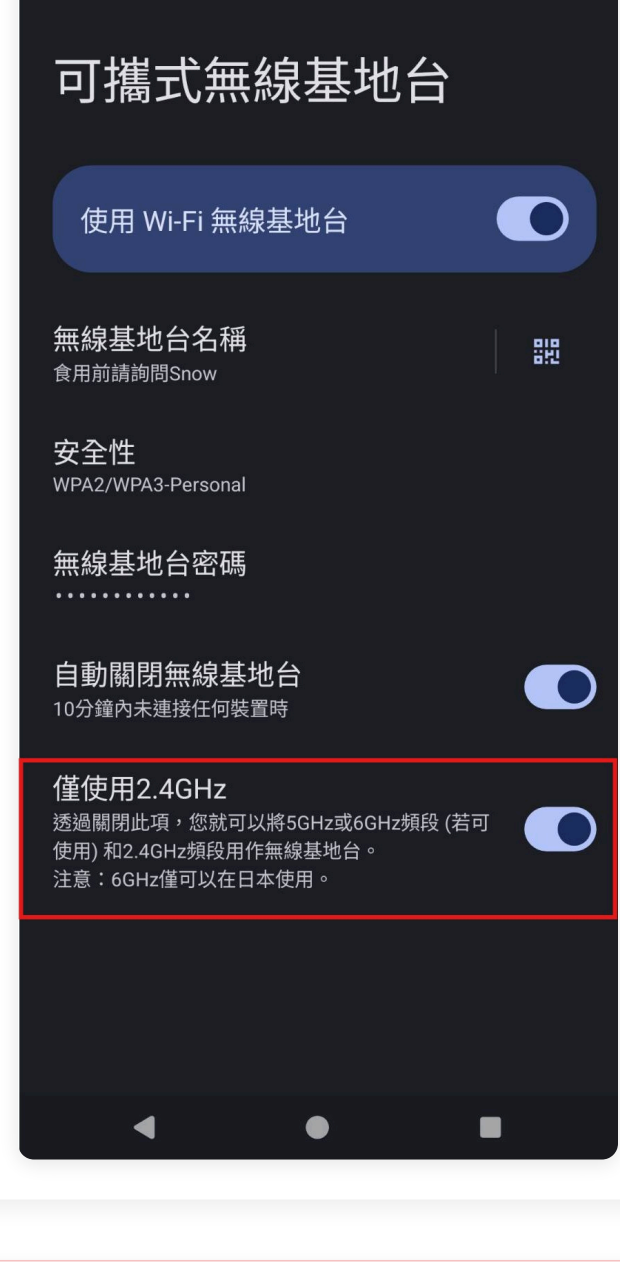 可攜式無線基地台
使用 Wi-Fi 無線基地台
無線基地台名稱
食用前請詢問Snow
安全性
WPA2/WPA3-Personal
無線基地台密碼
••••••••••••
自動關閉無線基地台
10分鐘內未連接任何裝置時
僅使用2.4GHz
透過關閉此項，您就可以將5GHz或6GHz頻段 (若可
使用) 和2.4GHz頻段用作無線基地台。
注意：6GHz僅可以在日本使用。